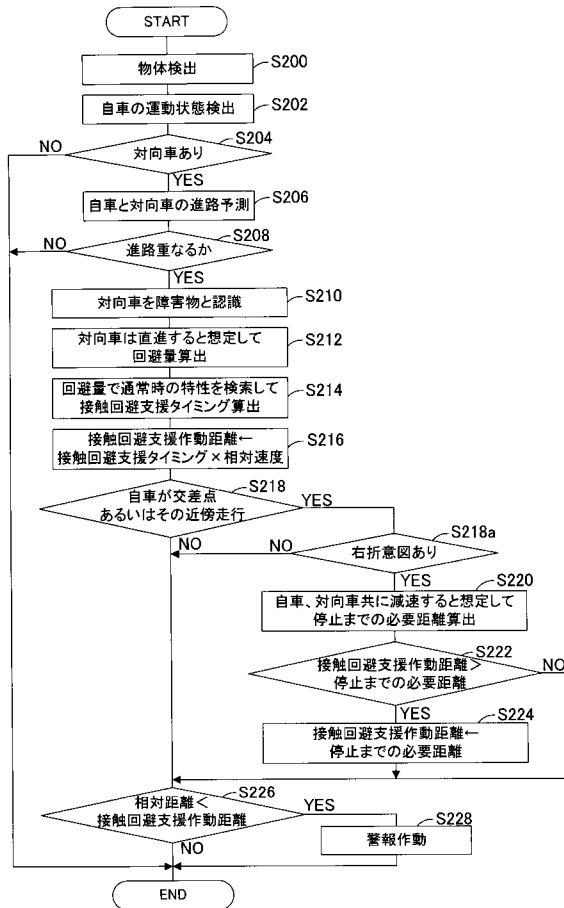 START
物体検出
S200
自車の運動状態検出
S202
S204
NO
対向車あり
YES
自車と対向車の進路予測
S206
S208
NO
進路重なるか
YES
対向車を障害物と認識
S210
対向車は直進すると想定して
回避量算出
S212
回避量で通常時の特性を検索して
接触回避支援タイミング算出
S214
接触回避支援作動距離←
接触回避支援タイミング×相対速度
S216
S218
自車が交差点
あるいはその近傍走行
YES
NO
S218a
NO
右折意図あり
YES
S220
自車、対向車共に減速すると想定して
停止までの必要距離算出
S222
接触回避支援作動距離>
停止までの必要距離
NO
YES
S224
接触回避支援作動距離←
停止までの必要距離
S226
相対距離<
接触回避支援作動距離
YES
S228
警報作動
NO
END